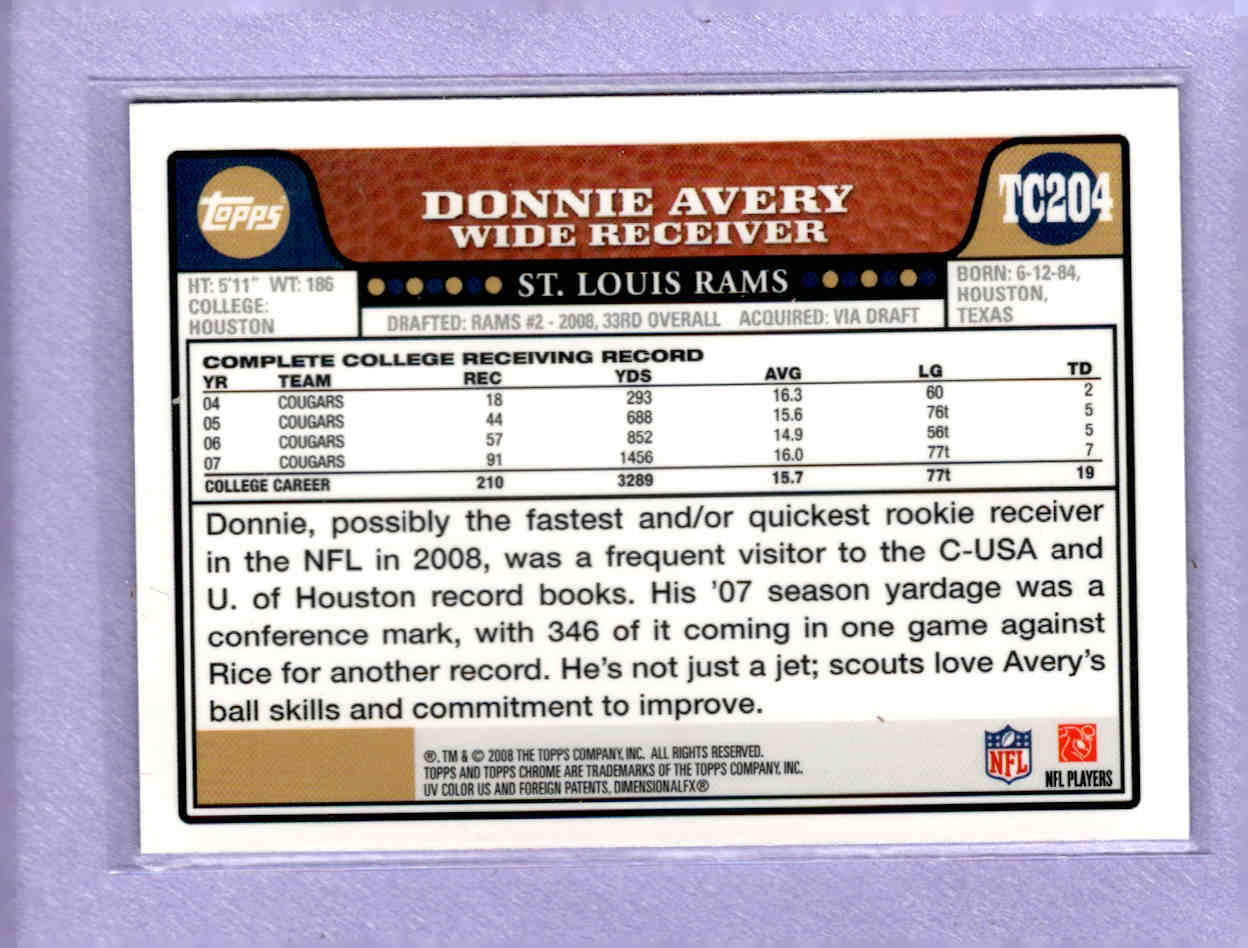 topps
DONNIE AVERY
WIDE RECEIVER
TC204
HT: 5'11" WT: 186
COLLEGE:
HOUSTON
ST. LOUIS RAMS
DRAFTED: RAMS #2 - 2008, 33RD OVERALL ACQUIRED: VIA DRAFT
BORN: 6-12-84,
HOUSTON,
TEXAS
COMPLETE COLLEGE RECEIVING RECORD
YR TEAM REC YDS AVG LG TD
04 COUGARS 18 293 16.3 60 2
05 COUGARS 44 688 15.6 76t 5
06 COUGARS 57 852 14.9 56t 5
07 COUGARS 91 1456 16.0 77t 7
COLLEGE CAREER 210 3289 15.7 77t 19
Donnie, possibly the fastest and/or quickest rookie receiver
in the NFL in 2008, was a frequent visitor to the C-USA and
U. of Houston record books. His '07 season yardage was a
conference mark, with 346 of it coming in one game against
Rice for another record. He's not just a jet; scouts love Avery's
ball skills and commitment to improve.
®, TM & © 2008 THE TOPPS COMPANY, INC. ALL RIGHTS RESERVED.
TOPPS AND TOPPS CHROME ARE TRADEMARKS OF THE TOPPS COMPANY, INC.
UV COLOR US AND FOREIGN PATENTS, DIMENSIONALFX®
NFL
NFL PLAYERS